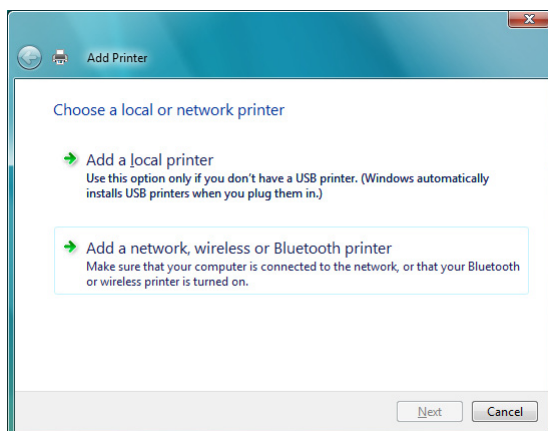 Add Printer
Choose a local or network printer
Add a local printer
Use this option only if you don't have a USB printer. (Windows automatically
installs USB printers when you plug them in.)
Add a network, wireless or Bluetooth printer
Make sure that your computer is connected to the network, or that your Bluetooth
or wireless printer is turned on.
Next Cancel